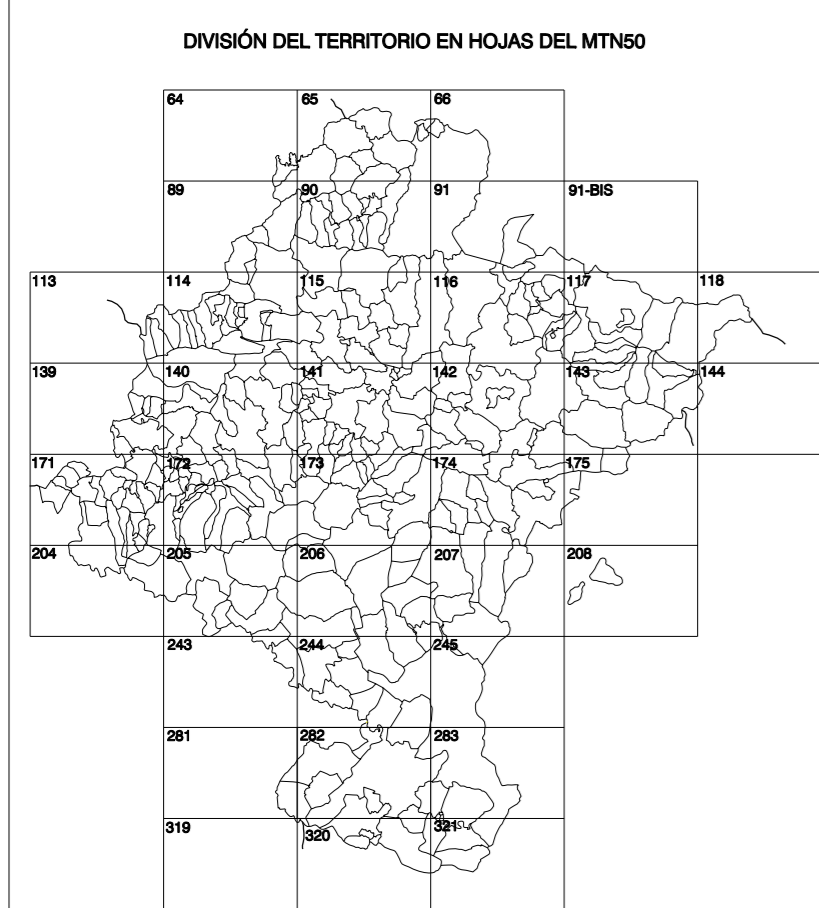 DIVISIÓN DEL TERRITORIO EN HOJAS DEL MTN50
64 65 66
89 90 91 91-BIS
113 114 115 116 117 118
139 140 141 142 143 144
171 172 173 174 175
204 205 206 207 208
243 244 245
281 282 283
319 320 321